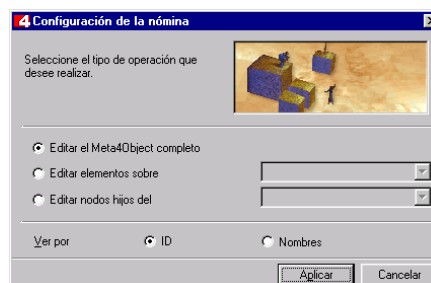 4 Configuración de la nómina
Seleccione el tipo de operación que
desee realizar.
Editar el Meta4Object completo
Editar elementos sobre
Editar nodos hijos del
Ver por ID Nombres
Aplicar Cancelar